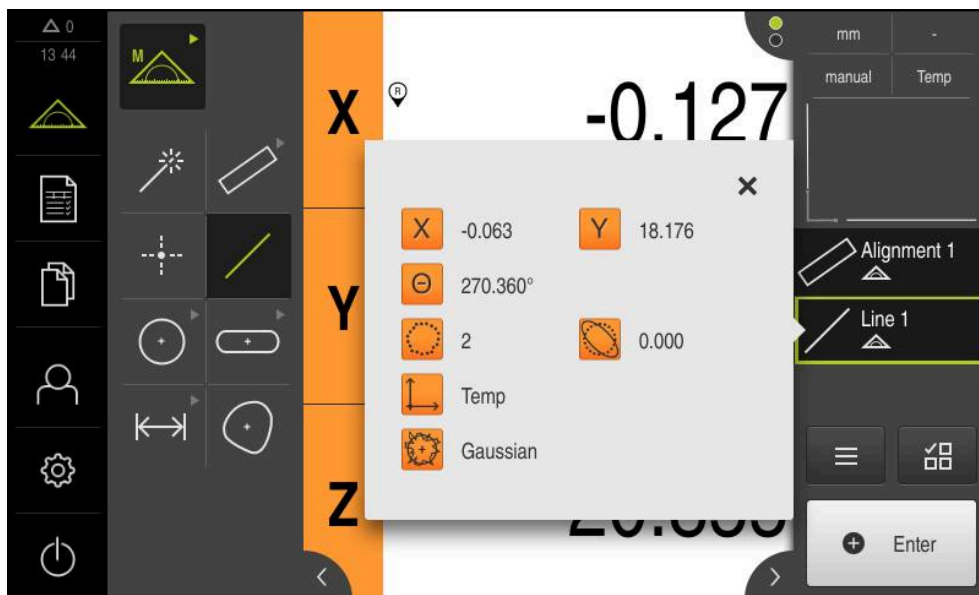 0
13 44
M
X
R
-0.127
mm
-
manual
Temp
X
-0.063
Y
18.176
Θ
270.360°
2
0.000
Temp
Gaussian
Y
Z
Alignment 1
Line 1
Enter